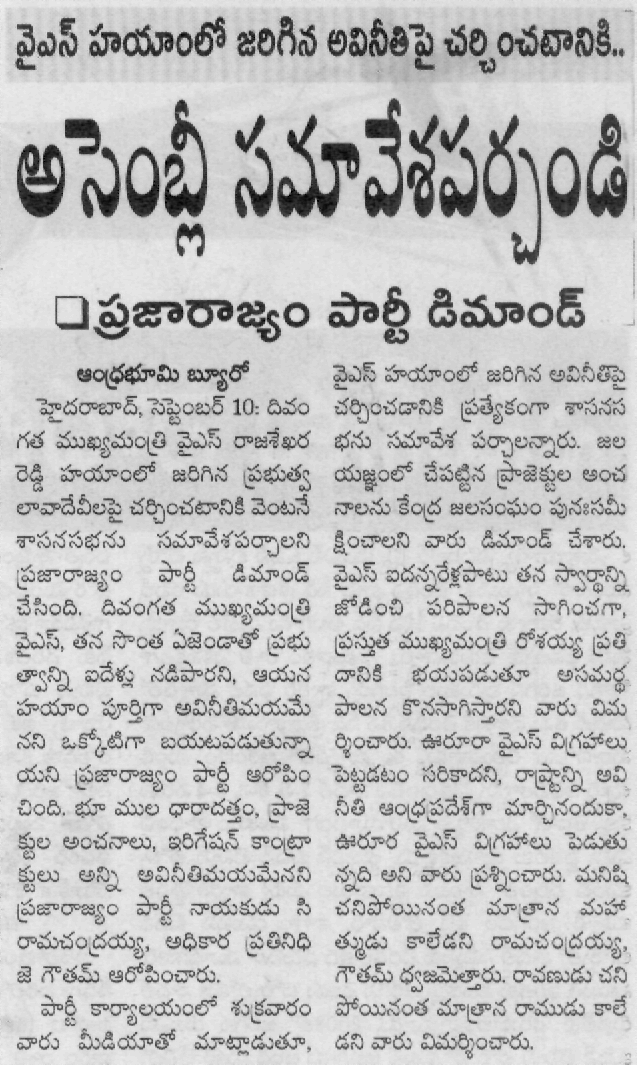 వైఎస్ హయాంలో జరిగిన అవినీతిపై చర్చించటానికి..
అసెంబ్లీ సమావేశపర్చండి
❏ప్రజారాజ్యం పార్టీ డిమాండ్
ఆంధ్రభూమి బ్యూరో
హైదరాబాద్, సెప్టెంబర్ 10: దివం
గత ముఖ్యమంత్రి వైఎస్ రాజశేఖర
రెడ్డి హయాంలో జరిగిన ప్రభుత్వ
లావాదేవీలపై చర్చించటానికి వెంటనే
శాసనసభను సమావేశపర్చాలని
ప్రజారాజ్యం పార్టీ డిమాండ్
చేసింది. దివంగత ముఖ్యమంత్రి
వైఎస్, తన సొంత ఏజెండాతో ప్రభు
త్వాన్ని ఐదేళ్లు నడిపారని, ఆయన
హయాం పూర్తిగా అవినీతిమయమే
నని ఒక్కోటిగా బయటపడుతున్నా
యని ప్రజారాజ్యం పార్టీ ఆరోపిం
చింది. భూ ముల ధారాదత్తం, ప్రాజె
క్టుల అంచనాలు, ఇరిగేషన్ కాంట్రా
క్టులు అన్ని అవినీతిమయమేనని
ప్రజారాజ్యం పార్టీ నాయకుడు సి
రామచంద్రయ్య, అధికార ప్రతినిధి
జె గౌతమ్ ఆరోపించారు.
పార్టీ కార్యాలయంలో శుక్రవారం
వారు మీడియాతో మాట్లాడుతూ,
వైఎస్ హయాంలో జరిగిన అవినీతిపై
చర్చించడానికి ప్రత్యేకంగా శాసనస
భను సమావేశ పర్చాలన్నారు. జల
యజ్ఞంలో చేపట్టిన ప్రాజెక్టుల అంచ
నాలను కేంద్ర జలసంఘం పునఃసమీ
క్షించాలని వారు డిమాండ్ చేశారు.
వైఎస్ ఐదన్నరేళ్లపాటు తన స్వార్థాన్ని
జోడించి పరిపాలన సాగించగా,
ప్రస్తుత ముఖ్యమంత్రి రోశయ్య ప్రతి
దానికి భయపడుతూ అసమర్థ
పాలన కొనసాగిస్తారని వారు విమ
ర్శించారు. ఊరూరా వైఎస్ విగ్రహాలు
పెట్టడటం సరికాదని, రాష్ట్రాన్ని అవి
నీతి ఆంధ్రప్రదేశ్‌గా మార్చినందుకా,
ఊరూర వైఎస్ విగ్రహాలు పెడుతు
న్నది అని వారు ప్రశ్నించారు. మనిషి
చనిపోయినంత మాత్రాన మహా
త్ముడు కాలేడని రామచంద్రయ్య,
గౌతమ్ ధ్వజమెత్తారు. రావణుడు చని
పోయినంత మాత్రాన రాముడు కాలే
డని వారు విమర్శించారు.